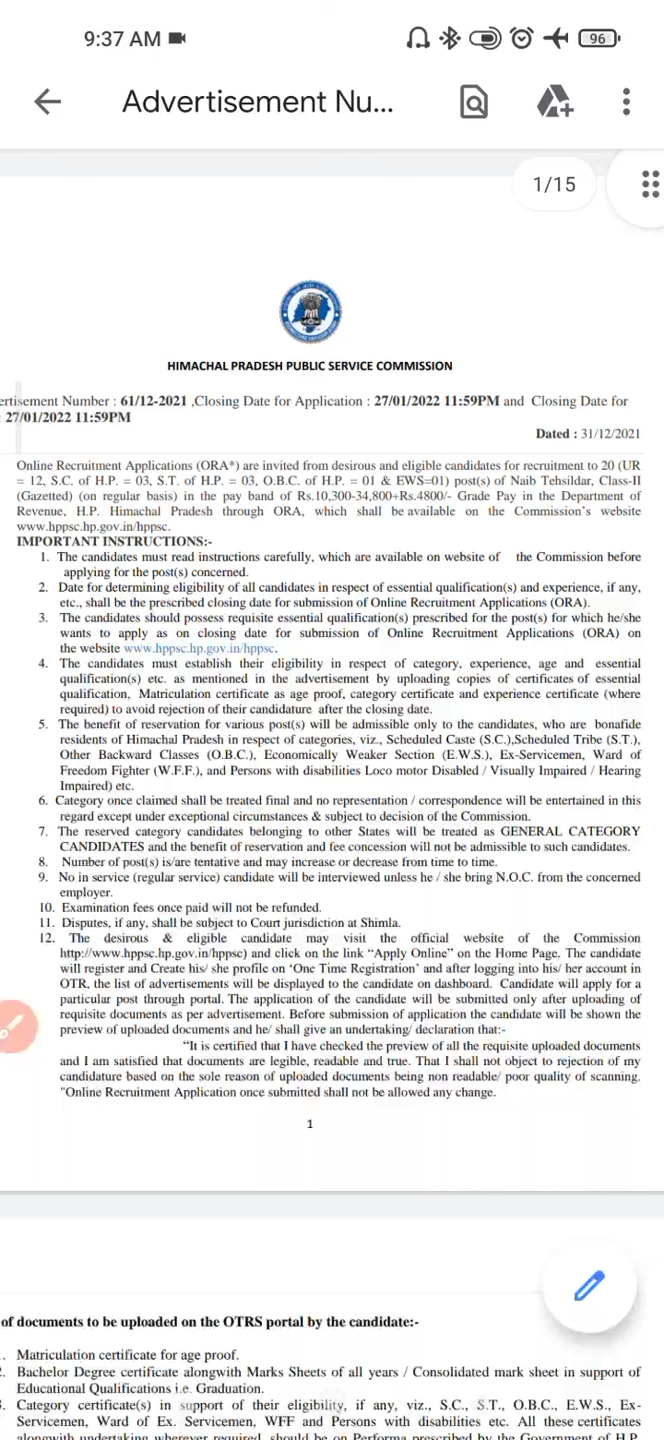 9:37 AM
96
Advertisement Nu...
1/15
HIMACHAL PRADESH PUBLIC SERVICE COMMISSION
ertisement Number : 61/12-2021 ,Closing Date for Application : 27/01/2022 11:59PM and Closing Date for
: 27/01/2022 11:59PM
Dated : 31/12/2021
Online Recruitment Applications (ORA*) are invited from desirous and eligible candidates for recruitment to 20 (UR
= 12, S.C. of H.P. = 03, S.T. of H.P. = 03, O.B.C. of H.P. = 01 & EWS=01) post(s) of Naib Tehsildar, Class-II
(Gazetted) (on regular basis) in the pay band of Rs.10,300-34,800+Rs.4800/- Grade Pay in the Department of
Revenue, H.P. Himachal Pradesh through ORA, which shall be available on the Commission's website
www.hppsc.hp.gov.in/hppsc.
IMPORTANT INSTRUCTIONS:-
1. The candidates must read instructions carefully, which are available on website of the Commission before
applying for the post(s) concerned.
2. Date for determining eligibility of all candidates in respect of essential qualification(s) and experience, if any,
etc., shall be the prescribed closing date for submission of Online Recruitment Applications (ORA).
3. The candidates should possess requisite essential qualification(s) prescribed for the post(s) for which he/she
wants to apply as on closing date for submission of Online Recruitment Applications (ORA) on
the website www.hppsc.hp.gov.in/hppsc.
4. The candidates must establish their eligibility in respect of category, experience, age and essential
qualification(s) etc. as mentioned in the advertisement by uploading copies of certificates of essential
qualification, Matriculation certificate as age proof, category certificate and experience certificate (where
required) to avoid rejection of their candidature after the closing date.
5. The benefit of reservation for various post(s) will be admissible only to the candidates, who are bonafide
residents of Himachal Pradesh in respect of categories, viz., Scheduled Caste (S.C.),Scheduled Tribe (S.T.),
Other Backward Classes (O.B.C.), Economically Weaker Section (E.W.S.), Ex-Servicemen, Ward of
Freedom Fighter (W.F.F.), and Persons with disabilities Loco motor Disabled / Visually Impaired / Hearing
Impaired) etc.
6. Category once claimed shall be treated final and no representation / correspondence will be entertained in this
regard except under exceptional circumstances & subject to decision of the Commission.
7. The reserved category candidates belonging to other States will be treated as GENERAL CATEGORY
CANDIDATES and the benefit of reservation and fee concession will not be admissible to such candidates.
8. Number of post(s) is/are tentative and may increase or decrease from time to time.
9. No in service (regular service) candidate will be interviewed unless he / she bring N.O.C. from the concerned
employer.
10. Examination fees once paid will not be refunded.
11. Disputes, if any, shall be subject to Court jurisdiction at Shimla.
12. The desirous & eligible candidate may visit the official website of the Commission
http://www.hppsc.hp.gov.in/hppsc) and click on the link “Apply Online” on the Home Page. The candidate
will register and Create his/ she profile on ‘One Time Registration’ and after logging into his/ her account in
OTR, the list of advertisements will be displayed to the candidate on dashboard. Candidate will apply for a
particular post through portal. The application of the candidate will be submitted only after uploading of
requisite documents as per advertisement. Before submission of application the candidate will be shown the
preview of uploaded documents and he/ shall give an undertaking/ declaration that:-
“It is certified that I have checked the preview of all the requisite uploaded documents
and I am satisfied that documents are legible, readable and true. That I shall not object to rejection of my
candidature based on the sole reason of uploaded documents being non readable/ poor quality of scanning.
"Online Recruitment Application once submitted shall not be allowed any change.
1
of documents to be uploaded on the OTRS portal by the candidate:-
. Matriculation certificate for age proof.
2. Bachelor Degree certificate alongwith Marks Sheets of all years / Consolidated mark sheet in support of
Educational Qualifications i.e. Graduation.
3. Category certificate(s) in support of their eligibility, if any, viz., S.C., S.T., O.B.C., E.W.S., Ex-
Servicemen, Ward of Ex. Servicemen, WFF and Persons with disabilities etc. All these certificates
alongwith undertaking wherever required, should be on Performa prescribed by the Government of H.P.